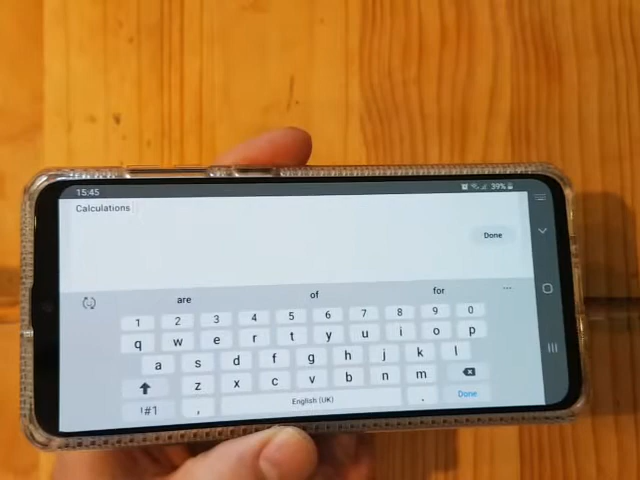 15:45 39%
Calculations
Done
are of for ...
1 2 3 4 5 6 7 8 9 0
q w e r t y u i o p
a s d f g h j k l
z x c v b n m
!#1 , English (UK) . Done